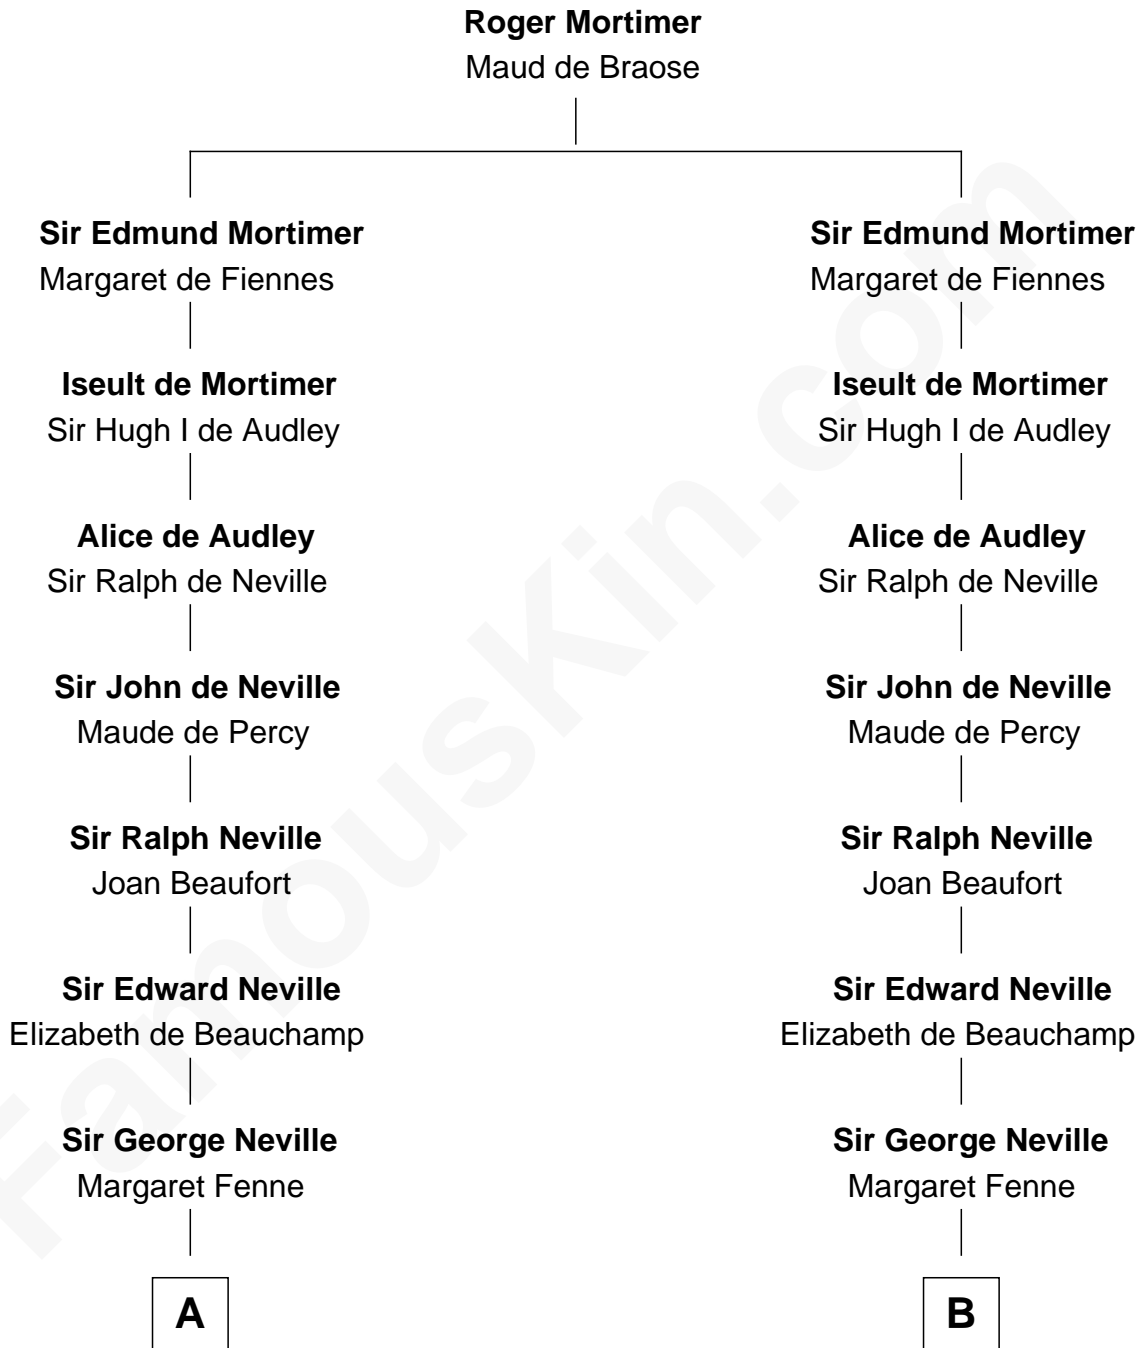 Roger Mortimer
Maud de Braose
Sir Edmund Mortimer
Margaret de Fiennes
Iseult de Mortimer
Sir Hugh I de Audley
Alice de Audley
Sir Ralph de Neville
Sir John de Neville
Maude de Percy
Sir Ralph Neville
Joan Beaufort
Sir Edward Neville
Elizabeth de Beauchamp
Sir George Neville
Margaret Fenne
A
Sir Edmund Mortimer
Margaret de Fiennes
Iseult de Mortimer
Sir Hugh I de Audley
Alice de Audley
Sir Ralph de Neville
Sir John de Neville
Maude de Percy
Sir Ralph Neville
Joan Beaufort
Sir Edward Neville
Elizabeth de Beauchamp
Sir George Neville
Margaret Fenne
B
FamousKin.com